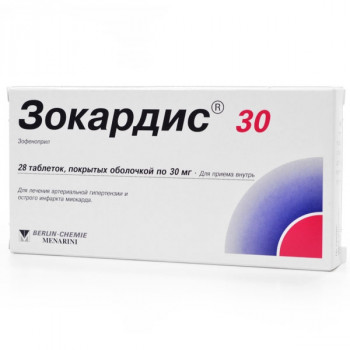 Зокардис® 30
Зофеноприл
28 таблеток, покрытых оболочкой по 30 мг - Для приема внутрь
Для лечения артериальной гипертензии и
острого инфаркта миокарда.
BERLIN-CHEMIE
MENARINI